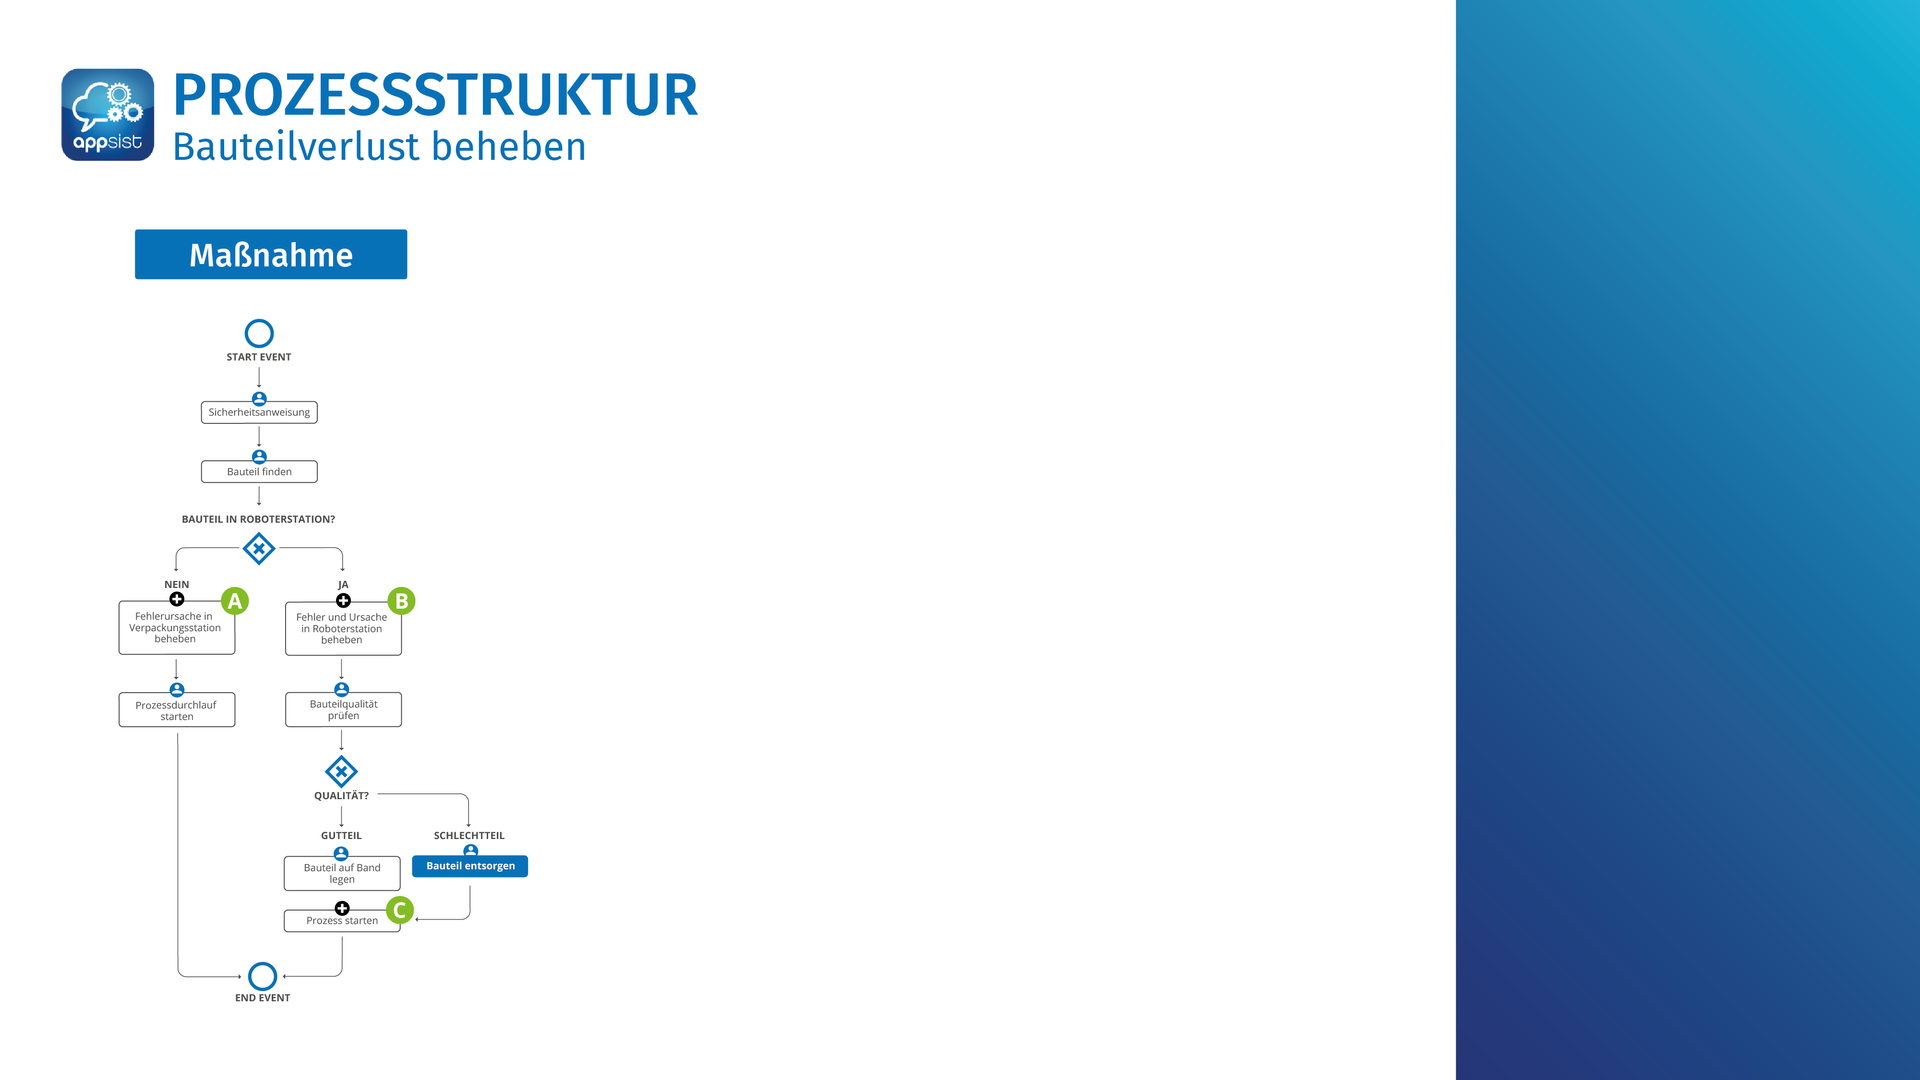 appsist
PROZESSSTRUKTUR
Bauteilverlust beheben
Maßnahme
START EVENT
Sicherheitsanweisung
Bauteil finden
BAUTEIL IN ROBOTERSTATION?
NEIN
A
Fehlerursache in
Verpackungsstation
beheben
Prozessdurchlauf
starten
JA
B
Fehler und Ursache
in Roboterstation
beheben
Bauteilqualität
prüfen
QUALITÄT?
GUTTEIL
Bauteil auf Band
legen
SCHLECHTTEIL
Bauteil entsorgen
C
Prozess starten
END EVENT